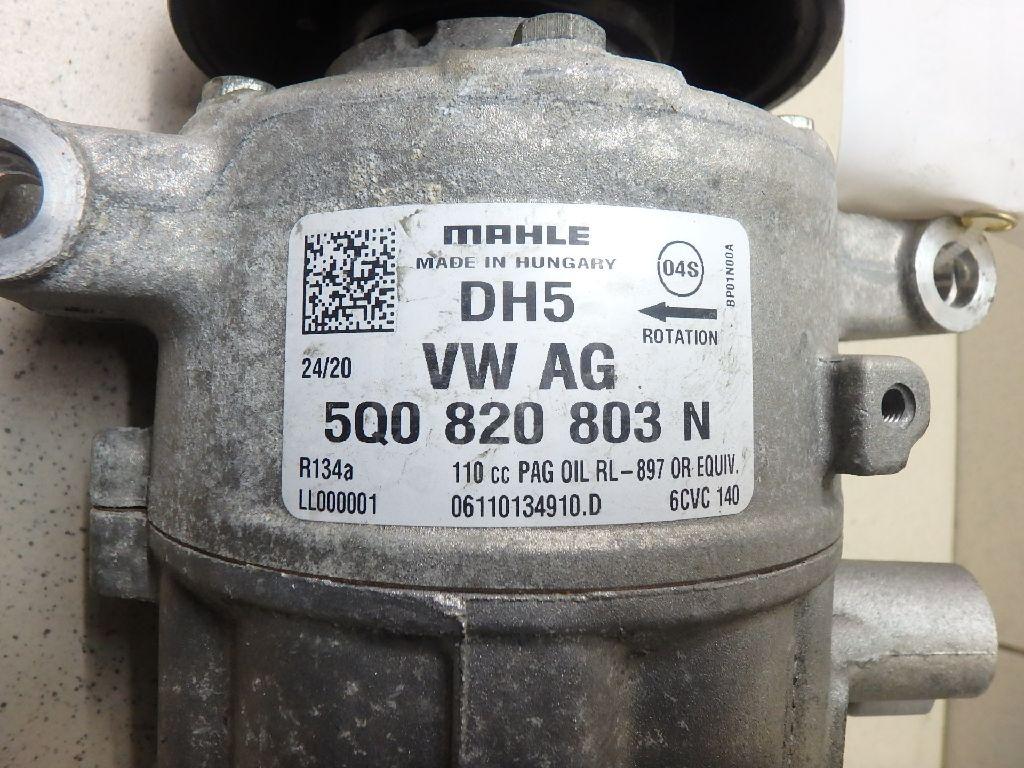 MAHLE
MADE IN HUNGARY
04S
BP01N00A
DH5
ROTATION
24/20
VW AG
5Q0 820 803 N
R134a
110 cc PAG OIL RL-897 OR EQUIV.
LL000001
06110134910.D
6CVC 140